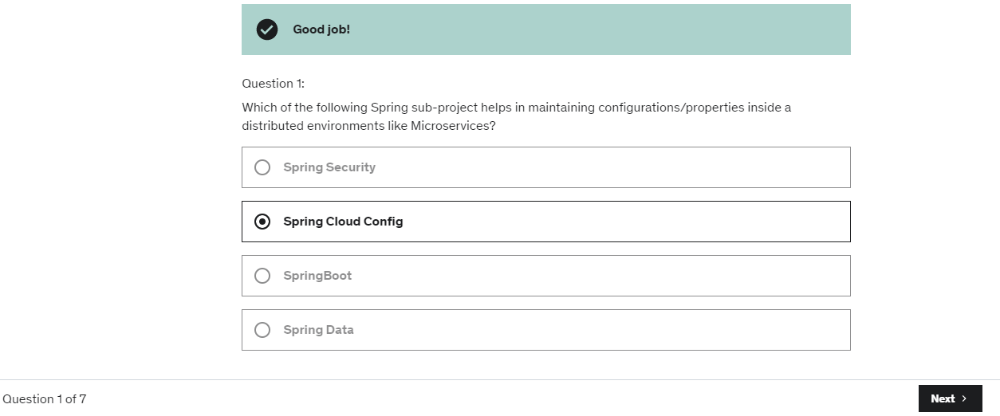 Good job!
Question 1:
Which of the following Spring sub-project helps in maintaining configurations/properties inside a
distributed environments like Microservices?
Spring Security
Spring Cloud Config
SpringBoot
Spring Data
Question 1 of 7
Next